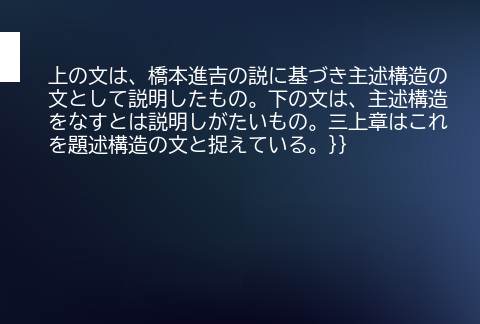 上の文は、橋本進吉の説に基づき主述構造の
文として説明したもの。下の文は、主述構造
をなすとは説明しがたいもの。三上章はこれ
を題述構造の文と捉えている。}}